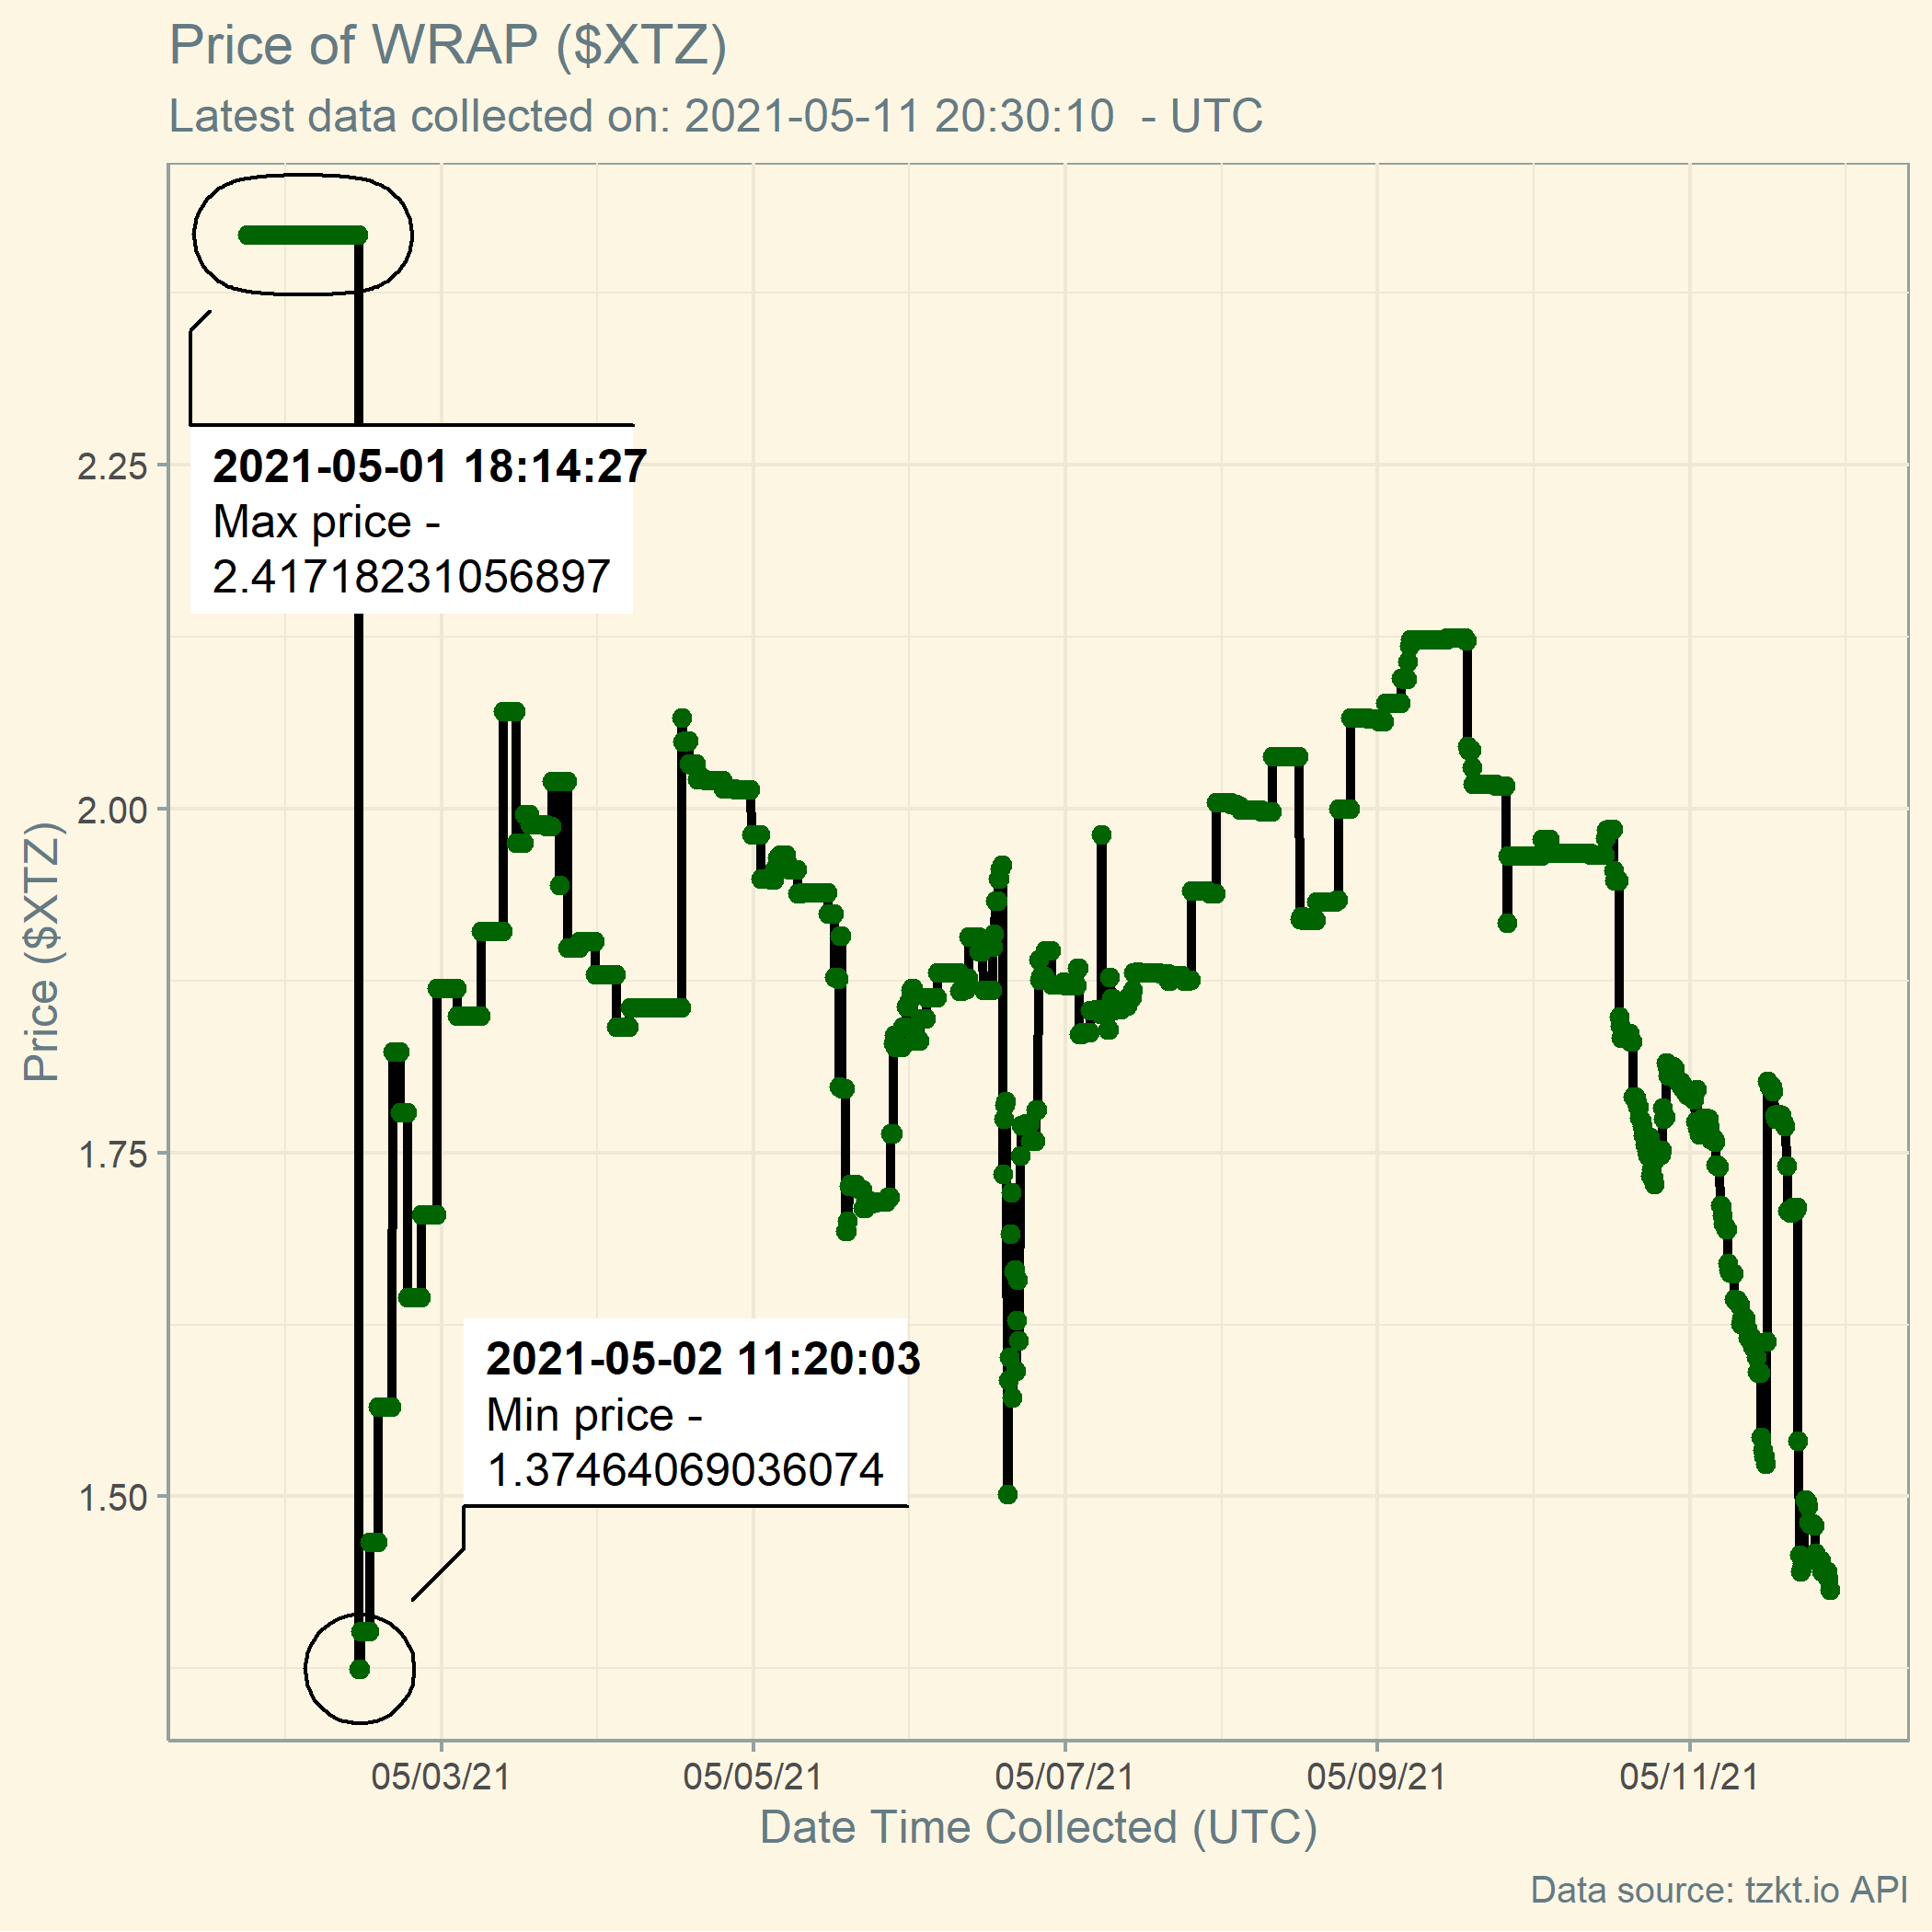 Price of WRAP ($XTZ)
Latest data collected on: 2021-05-11 20:30:10  - UTC
2021-05-01 18:14:27
Max price -
2.41718231056897
2021-05-02 11:20:03
Min price -
1.37464069036074
Price ($XTZ)
2.25
2.00
1.75
1.50
05/03/21
05/05/21
05/07/21
05/09/21
05/11/21
Date Time Collected (UTC)
Data source: tzkt.io API